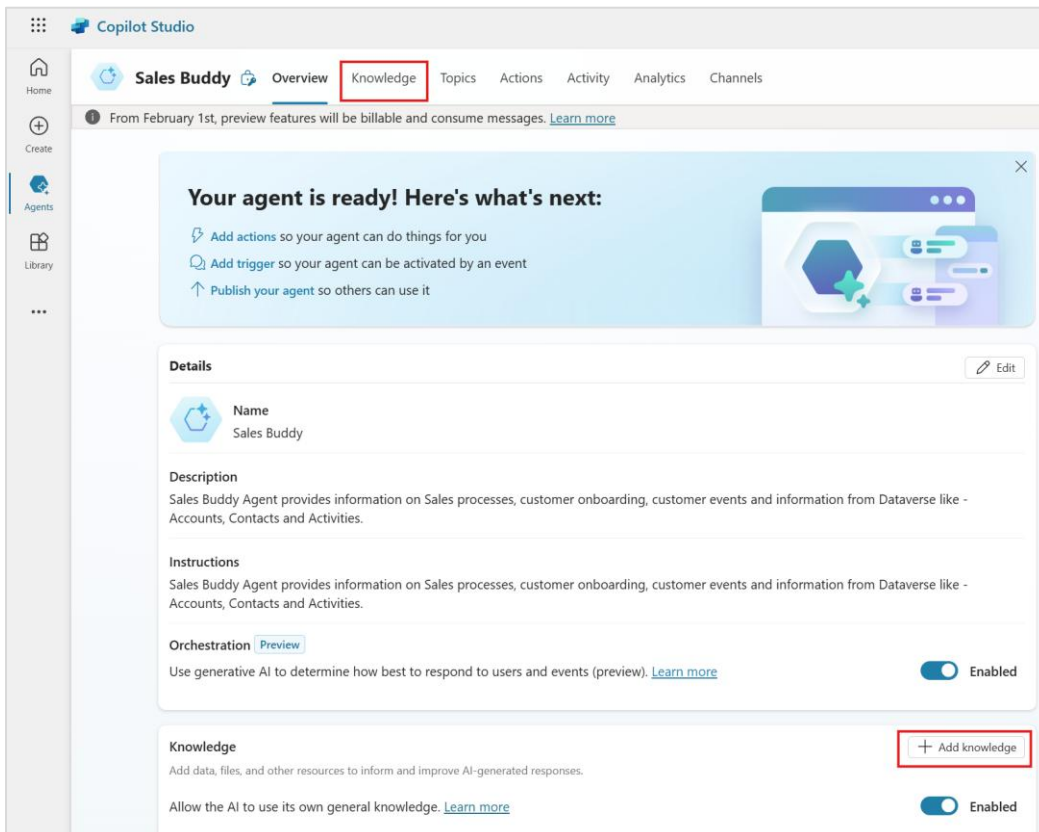 Copilot Studio
Home
Create
Agents
Library
Sales Buddy Overview Knowledge Topics Actions Activity Analytics Channels
From February 1st, preview features will be billable and consume messages. Learn more
Your agent is ready! Here's what's next:
Add actions so your agent can do things for you
Add trigger so your agent can be activated by an event
Publish your agent so others can use it
Details
Edit
Name
Sales Buddy
Description
Sales Buddy Agent provides information on Sales processes, customer onboarding, customer events and information from Dataverse like -
Accounts, Contacts and Activities.
Instructions
Sales Buddy Agent provides information on Sales processes, customer onboarding, customer events and information from Dataverse like -
Accounts, Contacts and Activities.
Orchestration Preview
Use generative AI to determine how best to respond to users and events (preview). Learn more
Enabled
Knowledge
Add knowledge
Add data, files, and other resources to inform and improve AI-generated responses.
Allow the AI to use its own general knowledge. Learn more
Enabled